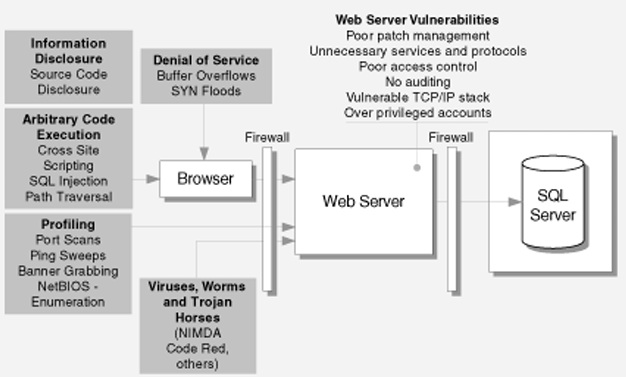 Information
Disclosure
Source Code
Disclosure
Arbitrary Code
Execution
Cross Site
Scripting
SQL Injection
Path Traversal
Profiling
Port Scans
Ping Sweeps
Banner Grabbing
NetBIOS -
Enumeration
Denial of Service
Buffer Overflows
SYN Floods
Browser
Viruses, Worms
and Trojan
Horses
(NIMDA
Code Red,
others)
Firewall
Web Server Vulnerabilities
Poor patch management
Unnecessary services and protocols
Poor access control
No auditing
Vulnerable TCP/IP stack
Over privileged accounts
Web Server
Firewall
SQL
Server